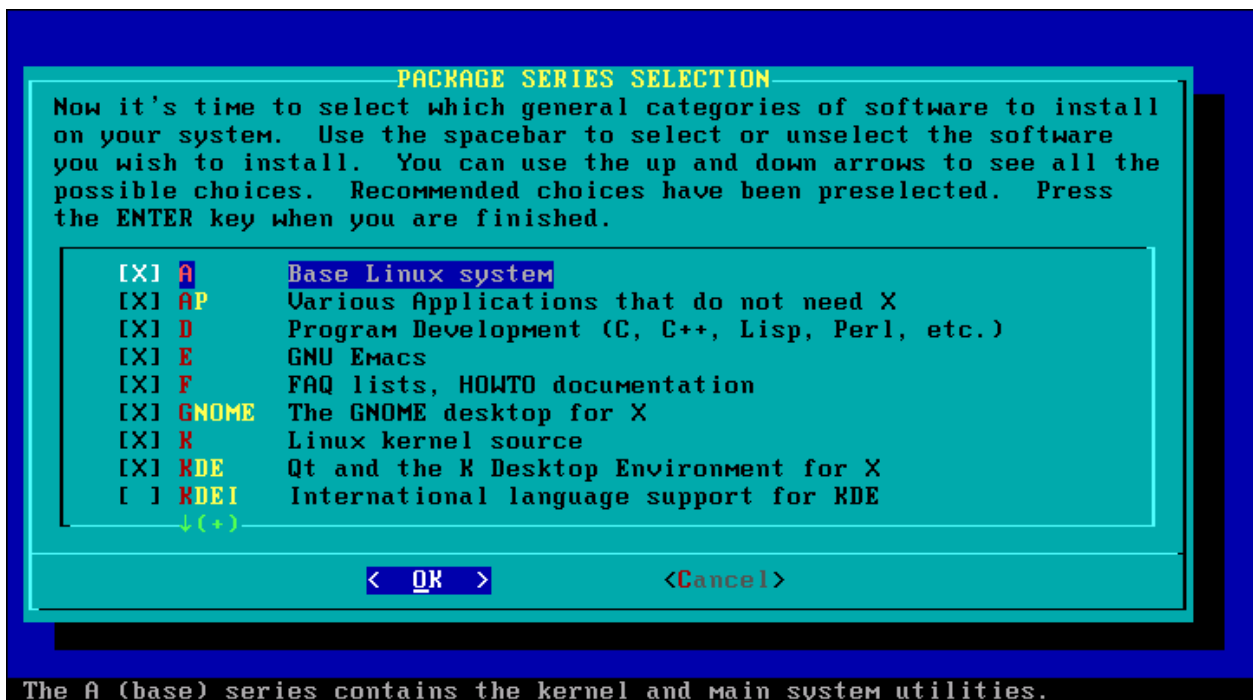 PACKAGE SERIES SELECTION
Now it's time to select which general categories of software to install
on your system.  Use the spacebar to select or unselect the software
you wish to install.  You can use the up and down arrows to see all the
possible choices.  Recommended choices have been preselected.  Press
the ENTER key when you are finished.
[X] A      Base Linux system
[X] AP     Various Applications that do not need X
[X] D      Program Development (C, C++, Lisp, Perl, etc.)
[X] E      GNU Emacs
[X] F      FAQ lists, HOWTO documentation
[X] GNOME  The GNOME desktop for X
[X] K      Linux kernel source
[X] KDE    Qt and the K Desktop Environment for X
[ ] KDEI   International language support for KDE
↓(+)
<  OK  >           <Cancel>
The A (base) series contains the kernel and main system utilities.